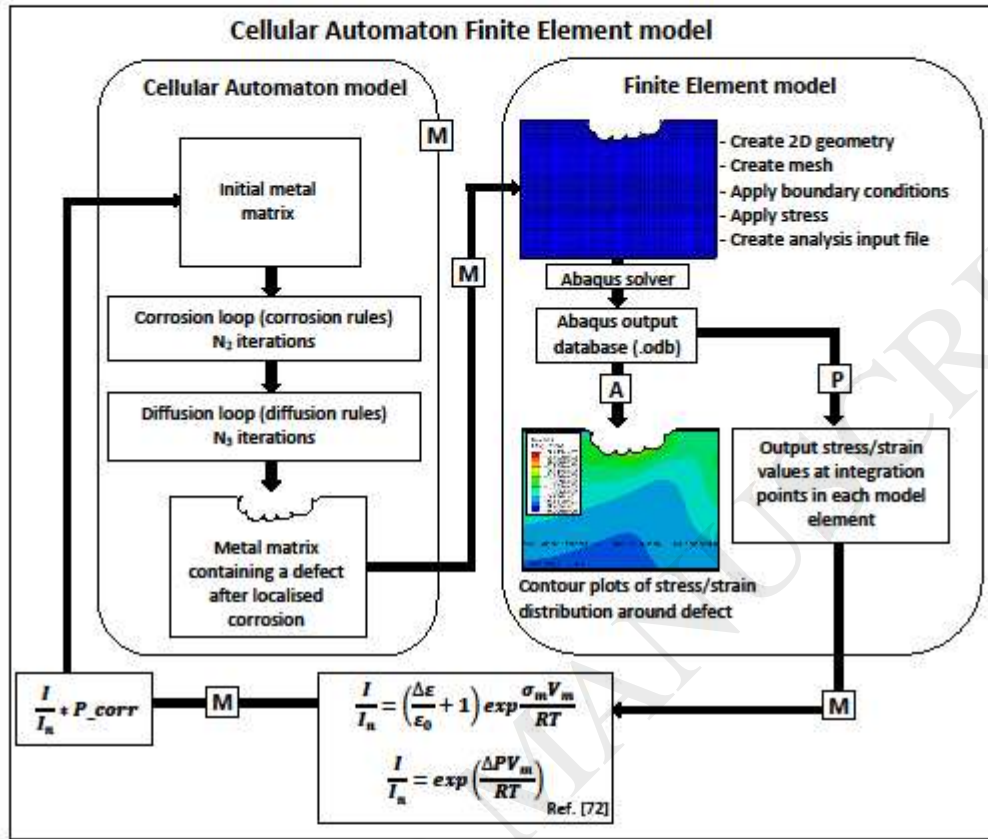 Cellular Automaton Finite Element model
Cellular Automaton model
M
Initial metal
matrix
Corrosion loop (corrosion rules)
N₂ iterations
Diffusion loop (diffusion rules)
N₃ iterations
Metal matrix
containing a defect
after localised
corrosion
M
Finite Element model
- Create 2D geometry
- Create mesh
- Apply boundary conditions
- Apply stress
- Create analysis input file
Abaqus solver
Abaqus output
database (.odb)
A
P
Contour plots of stress/strain
distribution around defect
Output stress/strain
values at integration
points in each model
element
M
I/Iₙ = (Δε/ε₀ + 1) exp σₘVₘ/RT
I/Iₙ = exp (ΔPVₘ/RT)
Ref. [72]
M
I/Iₙ * P_corr
MANUSCR